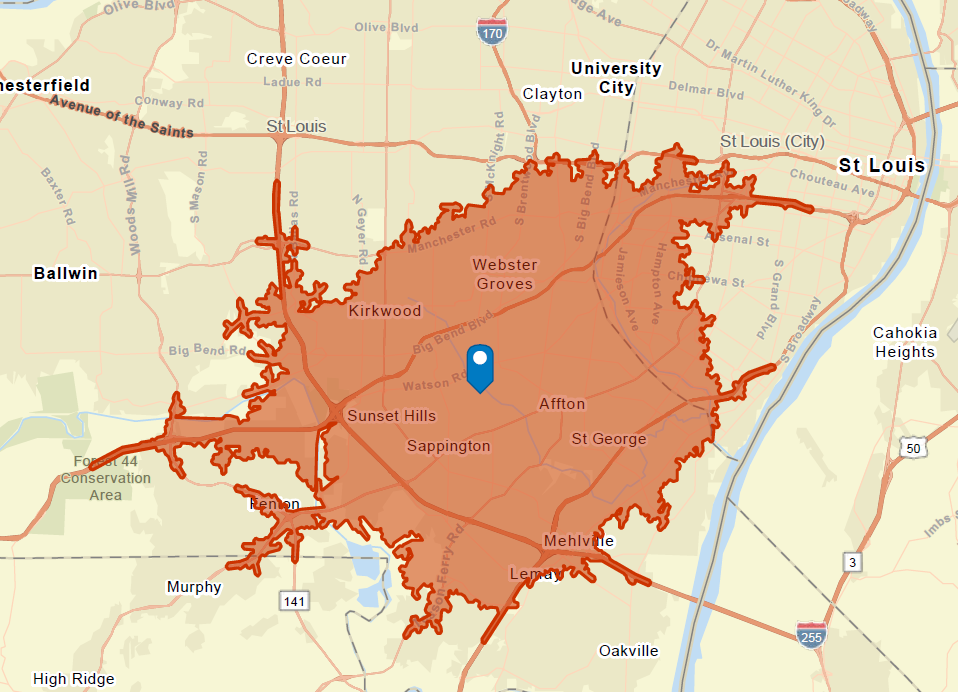 Olive Blvd
Olive Blvd
170
Creve Coeur
Ladue Rd
University
City
Dr Martin Luther King Dr
Broadway
hesterfield
Avenue of the Saints
Conway Rd
Clayton
Delmar Blvd
St Louis
St Louis (City)
St Louis
Baxter Rd
Woods Mill Rd
S Mason Rd
N Geyer Rd
McKnight Rd
S Brentwood Blvd
S Big Bend Blvd
Manchester
Chouteau Ave
Manchester Rd
Arsenal St
Ballwin
Webster
Groves
Jamieson Ave
Hampton Ave
Chippewa St
S Grand Blvd
S Broadway
Kirkwood
Big Bend Blvd
Cahokia
Heights
Big Bend Rd
Watson Rd
Sunset Hills
Affton
Sappington
St George
50
Forest 44
Conservation
Area
Fenton
Imbs
Mehlville
Lemay
3
Murphy
141
255
Oakville
High Ridge